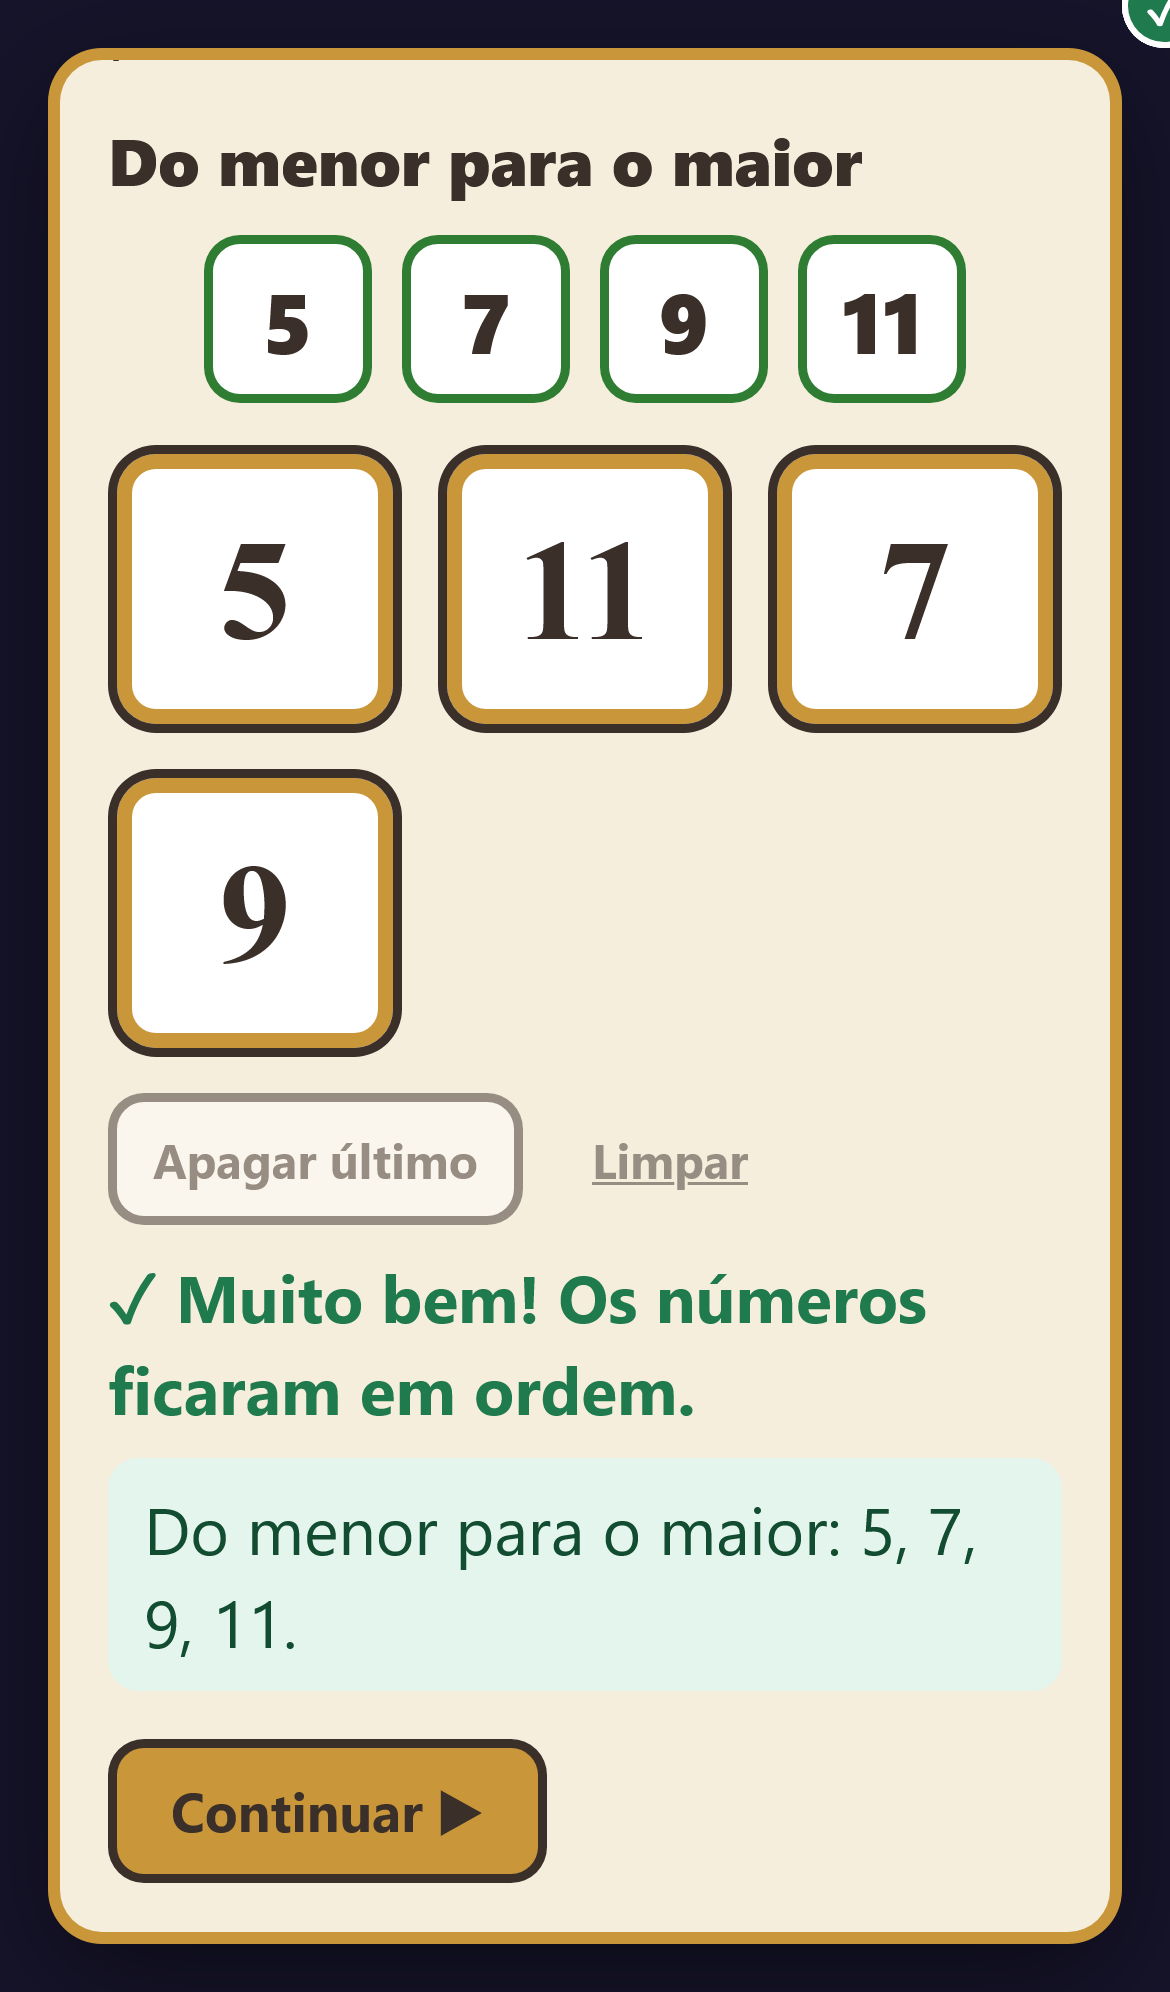 Do menor para o maior
5 7 9 11
5 11 7
9
Apagar último Limpar
✓ Muito bem! Os números
ficaram em ordem.
Do menor para o maior: 5, 7,
9, 11.
Continuar ▶